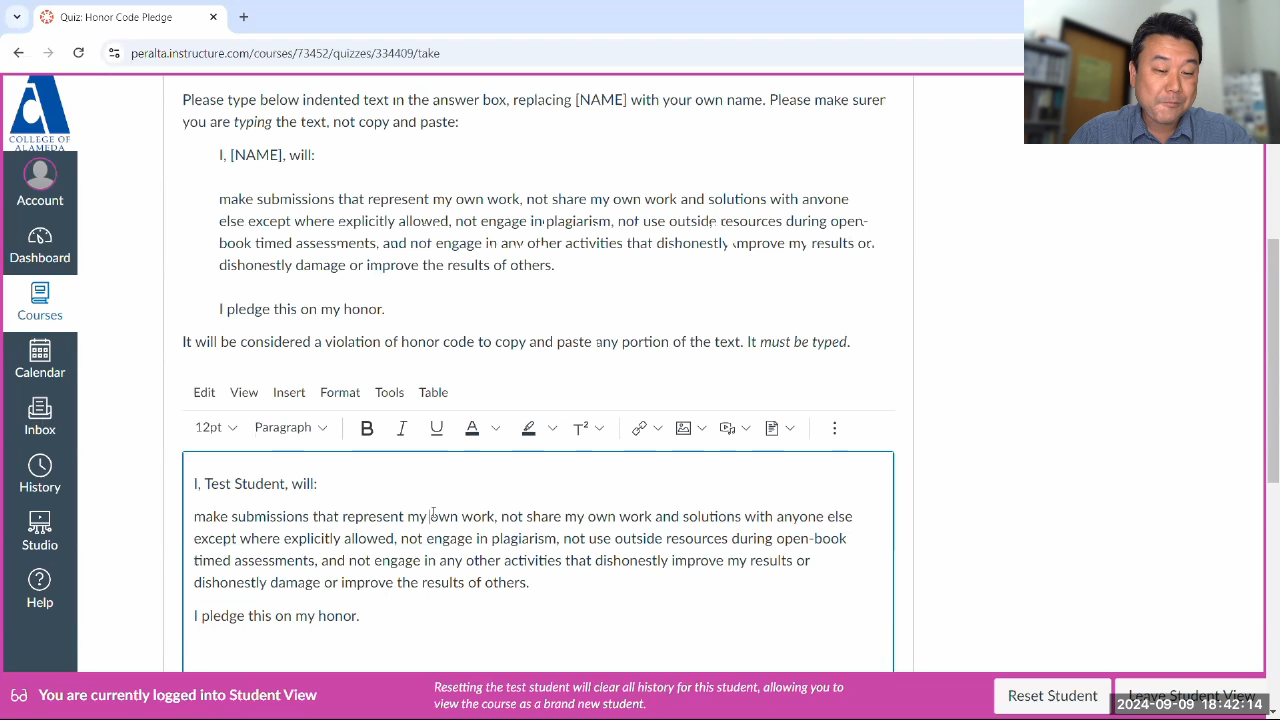 Quiz: Honor Code Pledge
peralta.instructure.com/courses/73452/quizzes/334409/take
COLLEGE OF
ALAMEDA
Account
Dashboard
Courses
Calendar
Inbox
History
Studio
Help
Please type below indented text in the answer box, replacing [NAME] with your own name. Please make surer
you are typing the text, not copy and paste:
I, [NAME], will:
make submissions that represent my own work, not share my own work and solutions with anyone
else except where explicitly allowed, not engage in plagiarism, not use outside resources during open-
book timed assessments, and not engage in any other activities that dishonestly improve my results or
dishonestly damage or improve the results of others.
I pledge this on my honor.
It will be considered a violation of honor code to copy and paste any portion of the text. It must be typed.
Edit View Insert Format Tools Table
12pt Paragraph B I U A T²
I, Test Student, will:
make submissions that represent my own work, not share my own work and solutions with anyone else
except where explicitly allowed, not engage in plagiarism, not use outside resources during open-book
timed assessments, and not engage in any other activities that dishonestly improve my results or
dishonestly damage or improve the results of others.
I pledge this on my honor.
You are currently logged into Student View
Resetting the test student will clear all history for this student, allowing you to
view the course as a brand new student.
Reset Student
Leave Student View
2024-09-09 18:42:14